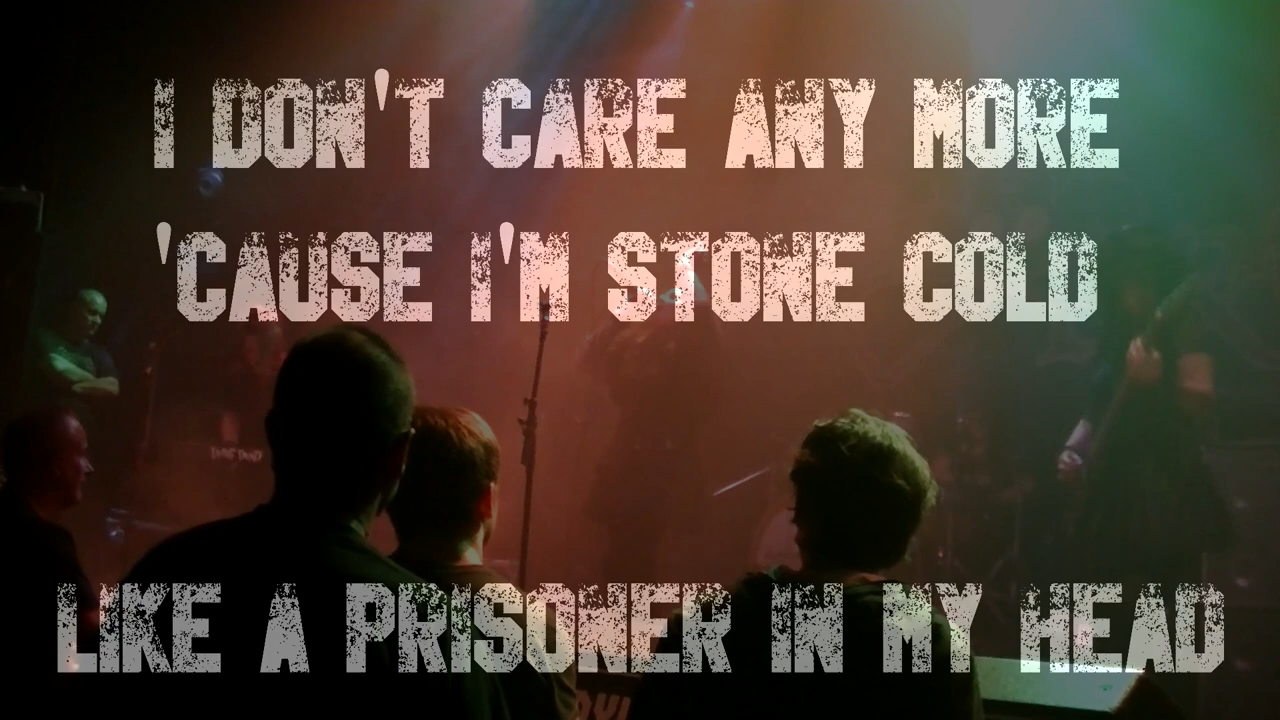 I DON'T CARE ANY MORE
'CAUSE I'M STONE COLD
LIKE A PRISONER IN MY HEAD